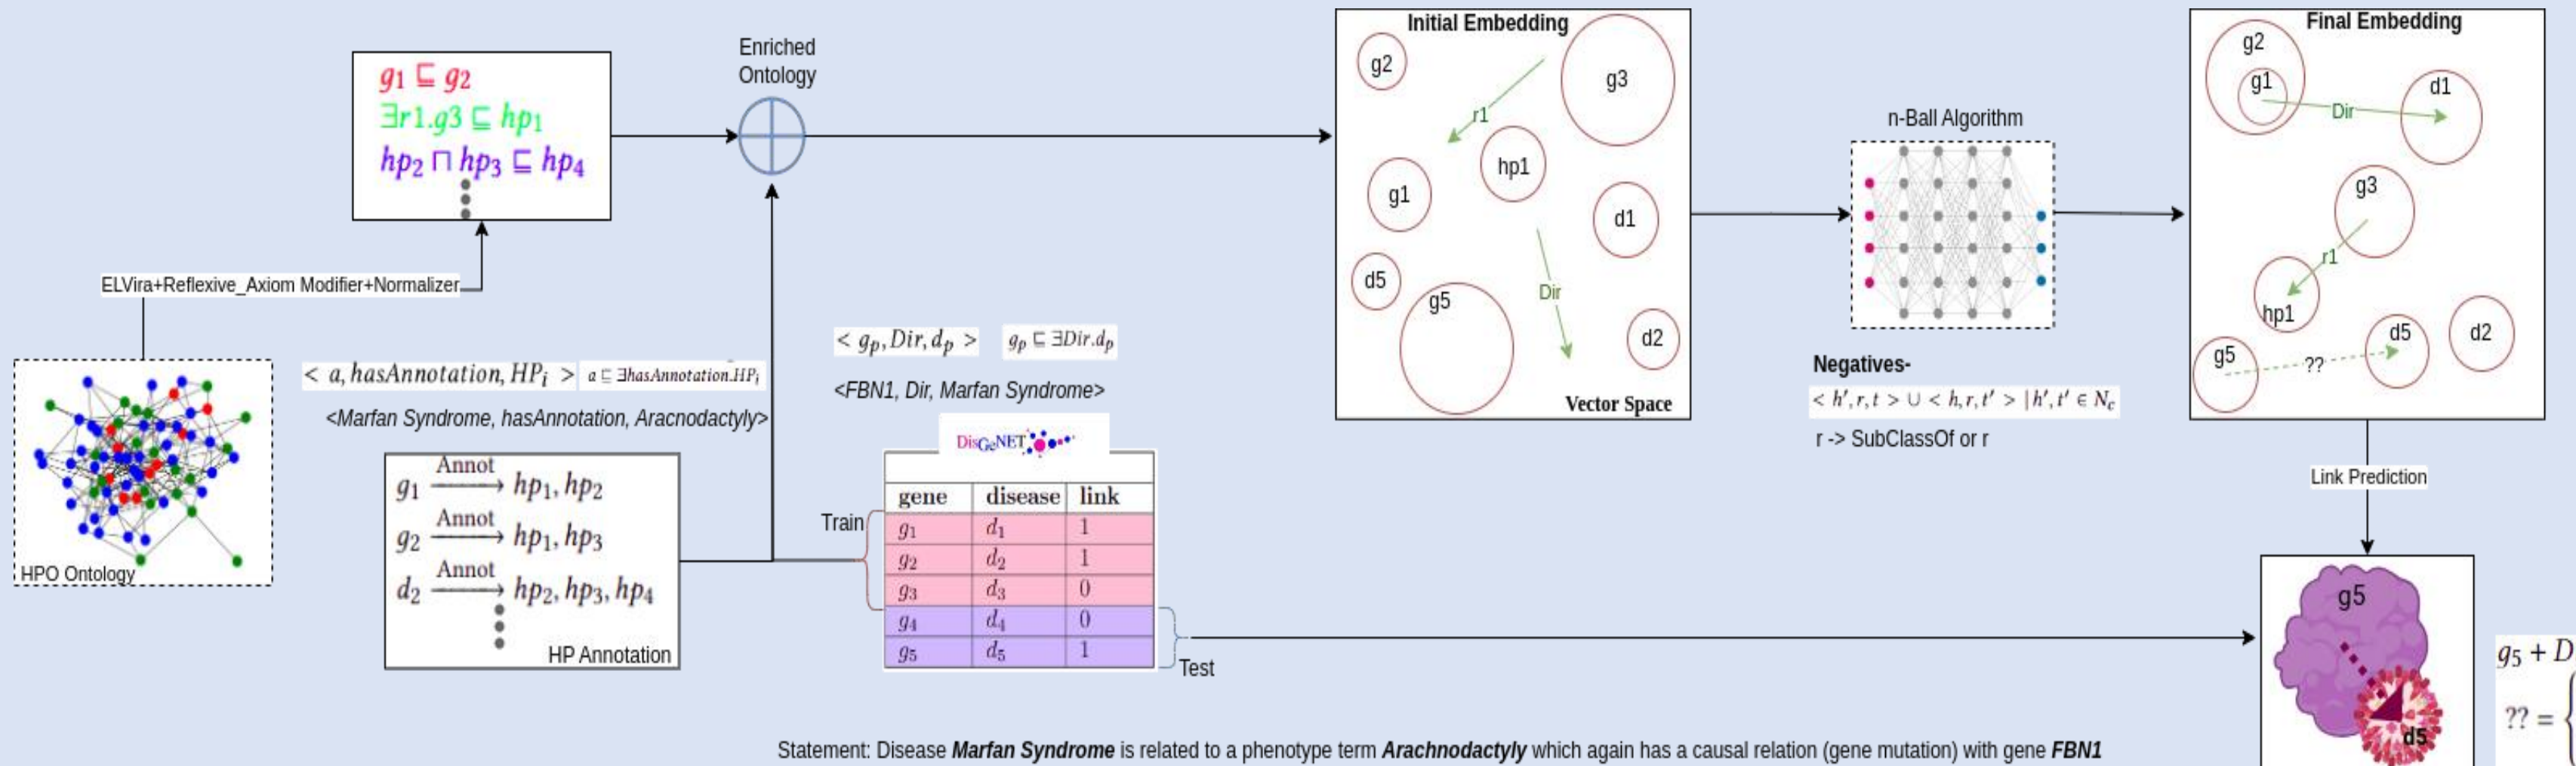 g1 ⊑ g2
∃r1.g3 ⊑ hp1
hp2 ⊓ hp3 ⊑ hp4
Enriched
Ontology
ELVira+Reflexive_Axiom Modifier+Normalizer
HPO Ontology
< a, hasAnnotation, HPi >
a ⊑ ∃hasAnnotation.HPi
<Marfan Syndrome, hasAnnotation, Aracnodactyly>
g1 Annot hp1, hp2
g2 Annot hp1, hp3
d2 Annot hp2, hp3, hp4
HP Annotation
< gp, Dir, dp >
gp ⊑ ∃Dir.dp
<FBN1, Dir, Marfan Syndrome>
DisGeNET
gene disease link
g1 d1 1
g2 d2 1
g3 d3 0
g4 d4 0
g5 d5 1
Train
Test
Initial Embedding
g2
g3
r1
hp1
g1
d1
d5
g5
Dir
d2
Vector Space
n-Ball Algorithm
Negatives-
< h', r, t > ∪ < h, r, t' > | h', t' ∈ Nc
r -> SubClassOf or r
Final Embedding
g2
g1
Dir
d1
g3
r1
hp1
g5
??
d5
d2
Link Prediction
g5
d5
g5 + D
?? = {
Statement: Disease Marfan Syndrome is related to a phenotype term Arachnodactyly which again has a causal relation (gene mutation) with gene FBN1